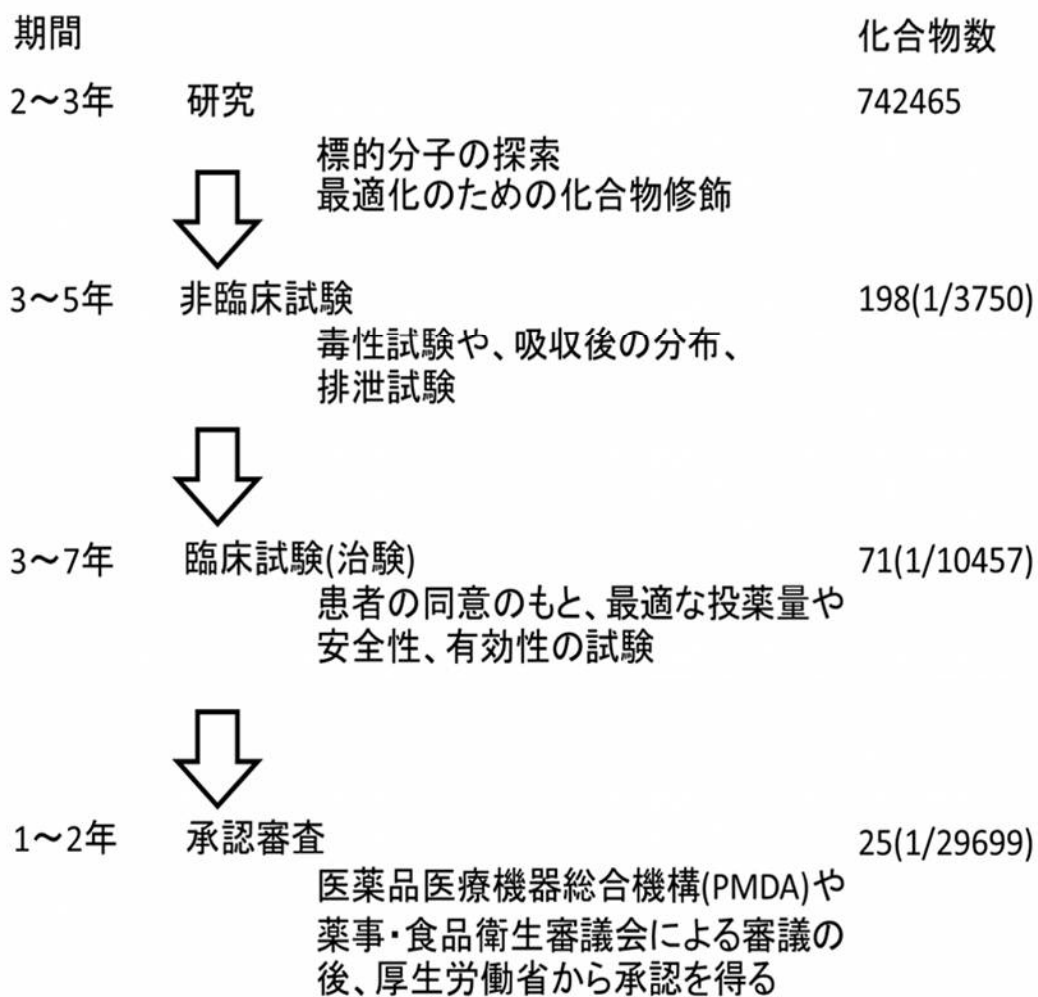 期間 化合物数
2～3年 研究 742465
標的分子の探索
最適化のための化合物修飾
3～5年 非臨床試験 198(1/3750)
毒性試験や、吸収後の分布、
排泄試験
3～7年 臨床試験(治験) 71(1/10457)
患者の同意のもと、最適な投薬量や
安全性、有効性の試験
1～2年 承認審査 25(1/29699)
医薬品医療機器総合機構(PMDA)や
薬事・食品衛生審議会による審議の
後、厚生労働省から承認を得る